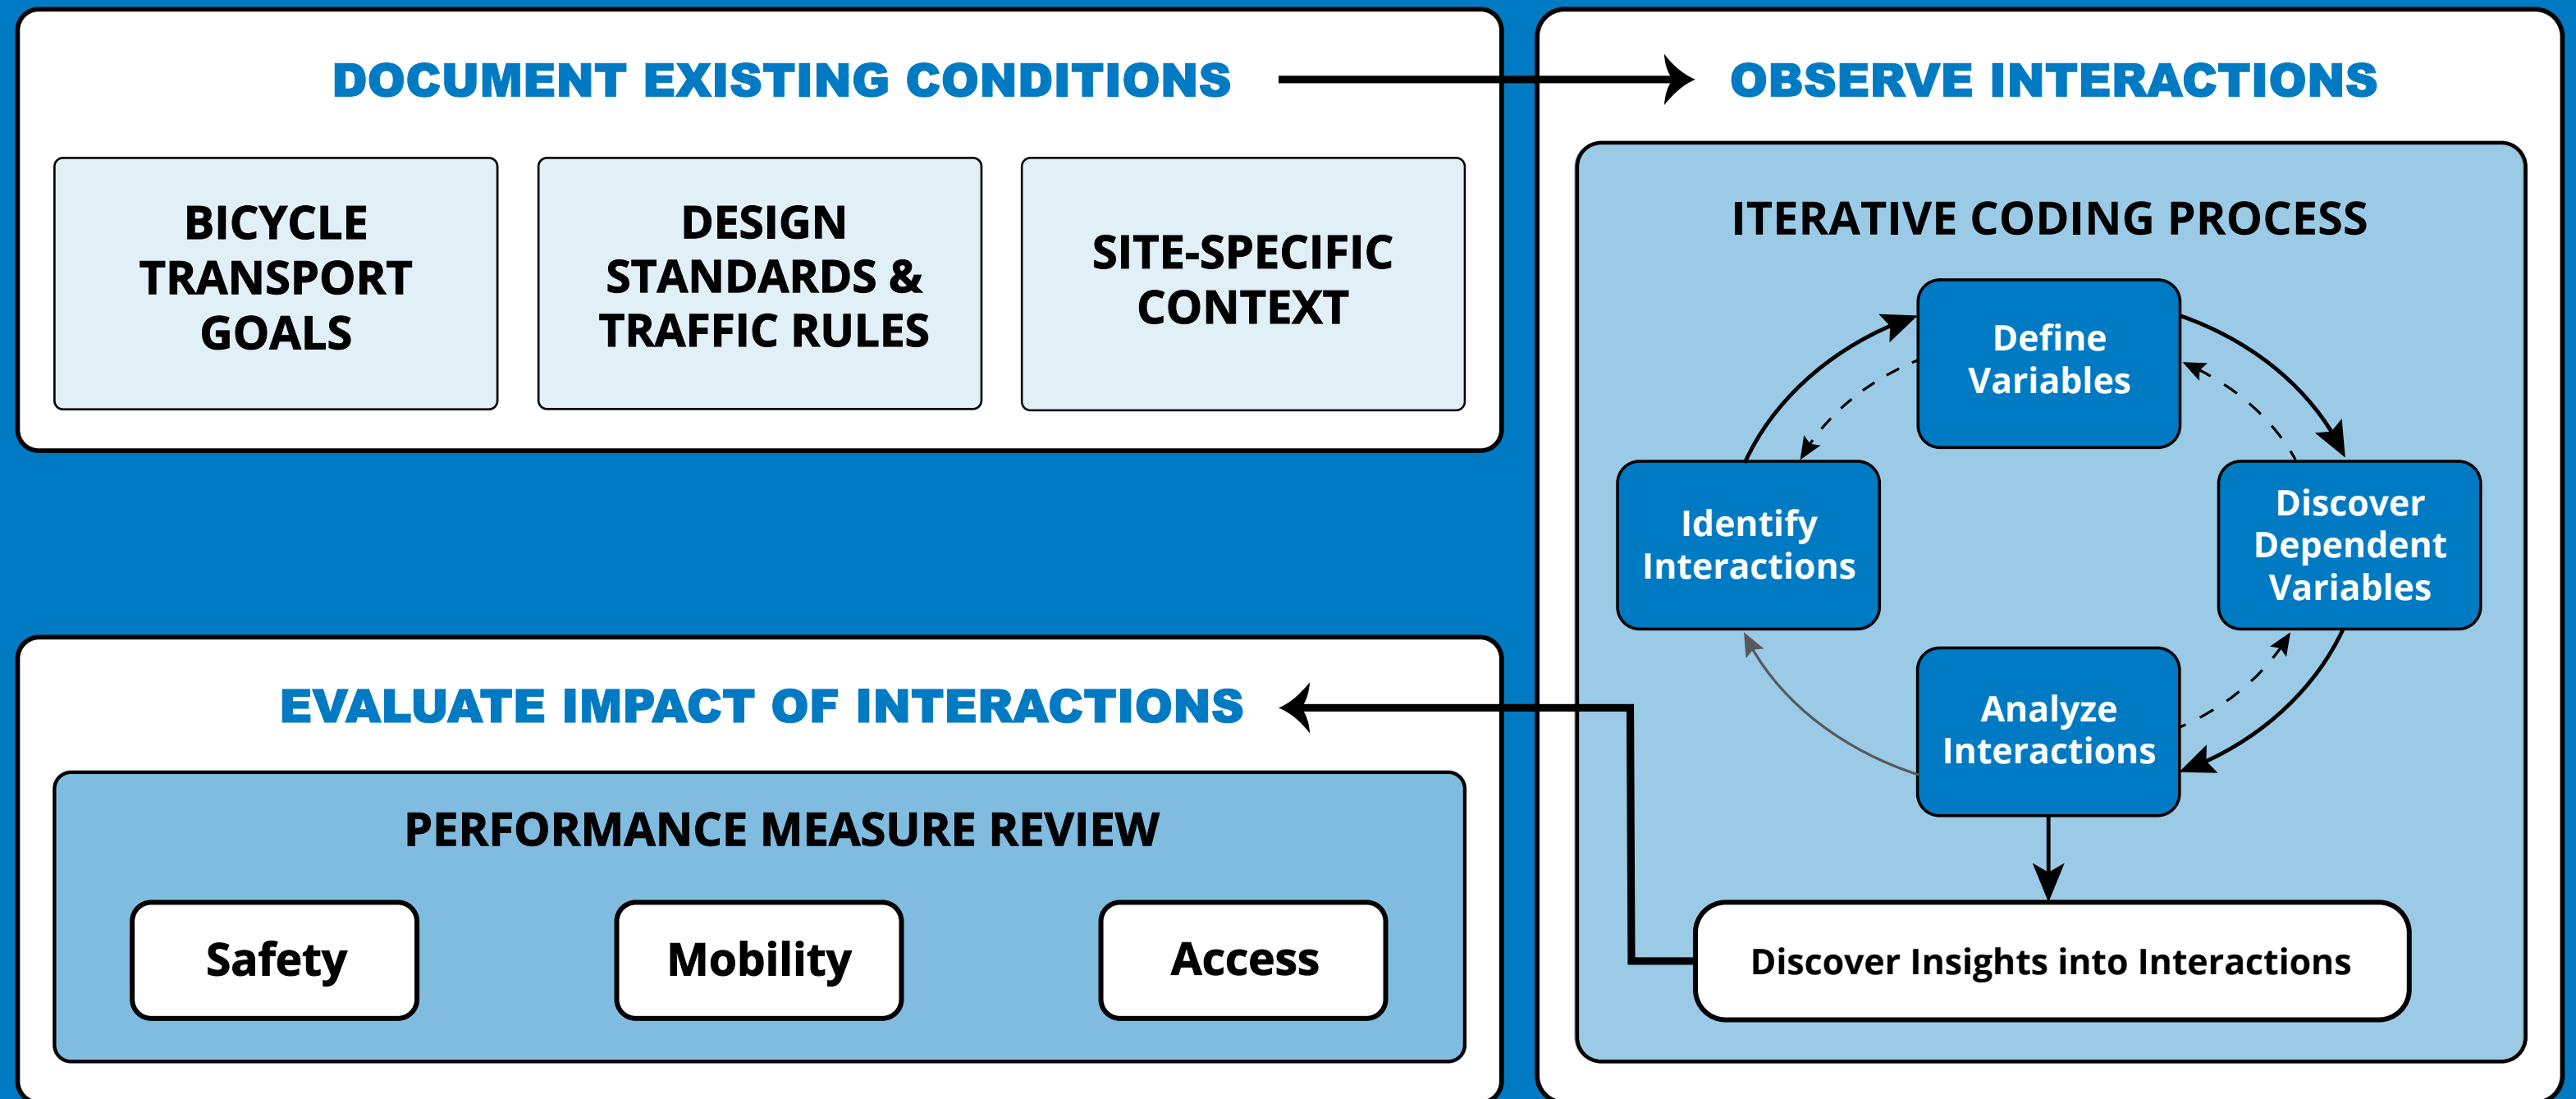 DOCUMENT EXISTING CONDITIONS
BICYCLE
TRANSPORT
GOALS
DESIGN
STANDARDS &
TRAFFIC RULES
SITE-SPECIFIC
CONTEXT
OBSERVE INTERACTIONS
ITERATIVE CODING PROCESS
Define
Variables
Identify
Interactions
Discover
Dependent
Variables
Analyze
Interactions
Discover Insights into Interactions
EVALUATE IMPACT OF INTERACTIONS
PERFORMANCE MEASURE REVIEW
Safety
Mobility
Access